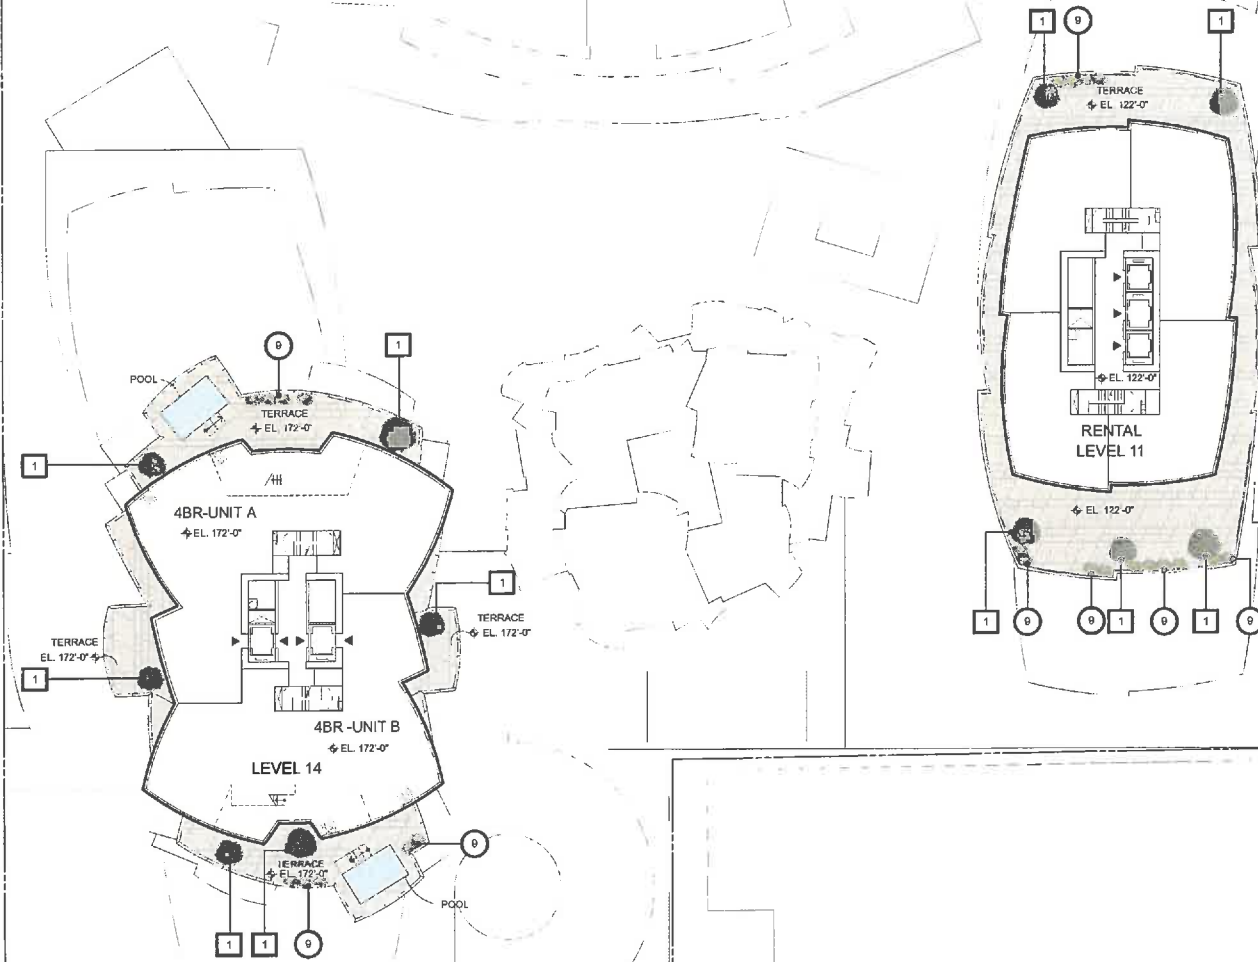 1
9
1
TERRACE
EL. 122'-0"
EL. 122'-0"
RENTAL
LEVEL 11
EL. 122'-0"
1
9
9
1
9
1
9
9
1
POOL
TERRACE
EL. 172'-0"
1
4BR-UNIT A
EL. 172'-0"
1
TERRACE
EL. 172'-0"
TERRACE
EL. 172'-0"
1
4BR -UNIT B
EL. 172'-0"
LEVEL 14
9
TERRACE
EL. 172'-0"
POOL
1
1
9